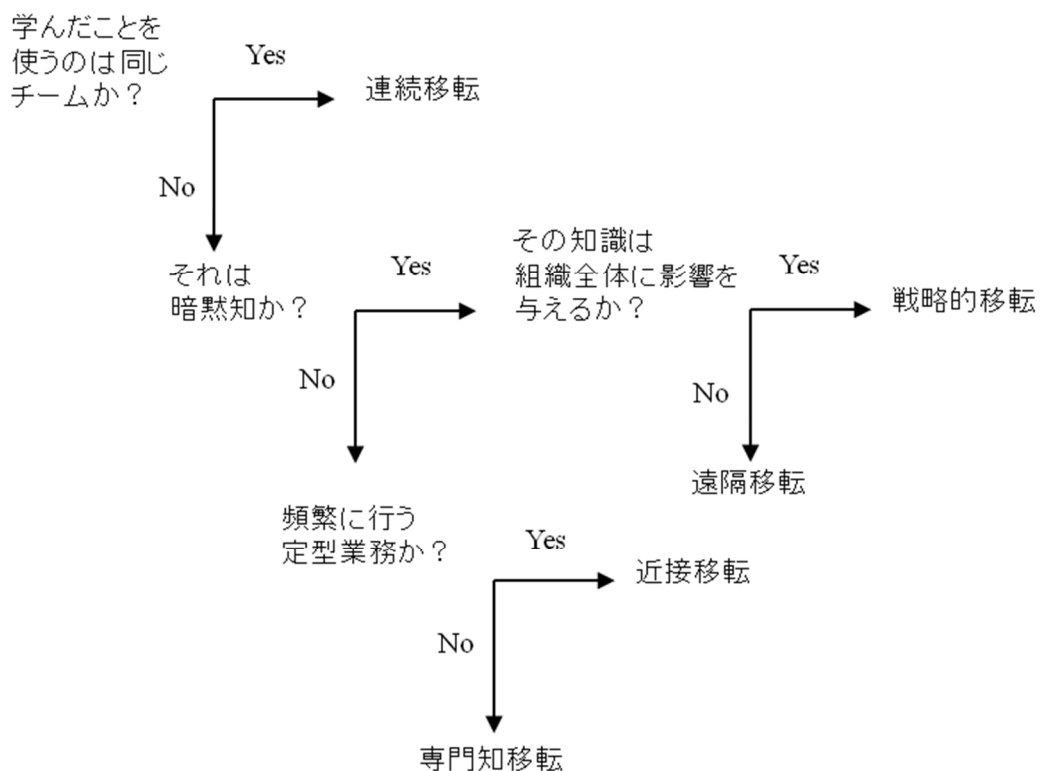 学んだことを
使うのは同じ
チームか？
Yes
連続移転
No
それは
暗黙知か？
Yes
その知識は
組織全体に影響を
与えるか？
Yes
戦略的移転
No
遠隔移転
No
頻繁に行う
定型業務か？
Yes
近接移転
No
専門知移転